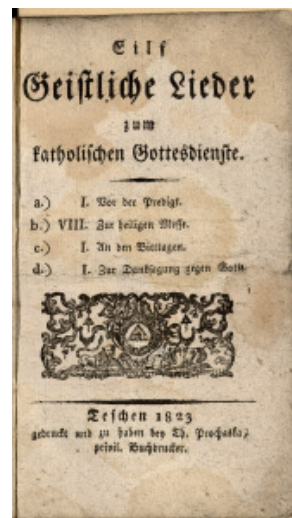 Eilf
Geistliche Lieder
zum
katholischen Gottesdienste.
a.) I. Vor der Predigt.
b.) VIII. Zur heiligen Messe.
c.) I. An den Bittagen.
d.) I. Zur Danksagung gegen Gott.
Teschen 1823
gedruckt und zu haben bey Th. Prochaska,
privil. Buchdrucker.